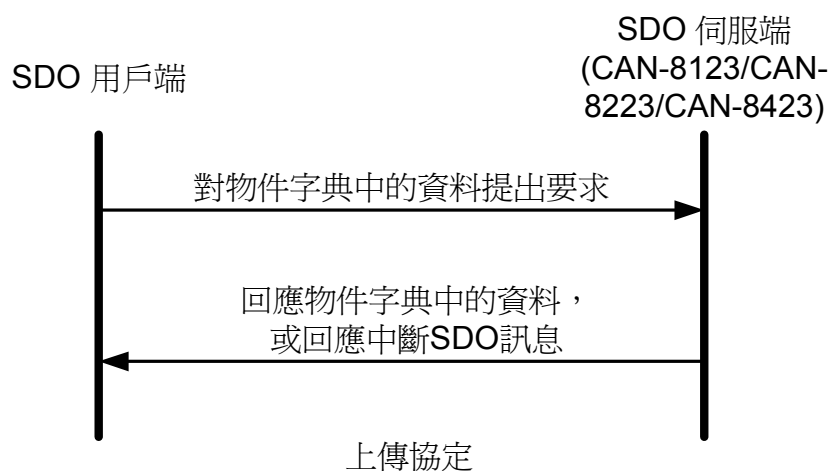 SDO 用戶端
SDO 伺服端
(CAN-8123/CAN-
8223/CAN-8423)
對物件字典中的資料提出要求
回應物件字典中的資料，
或回應中斷SDO訊息
上傳協定